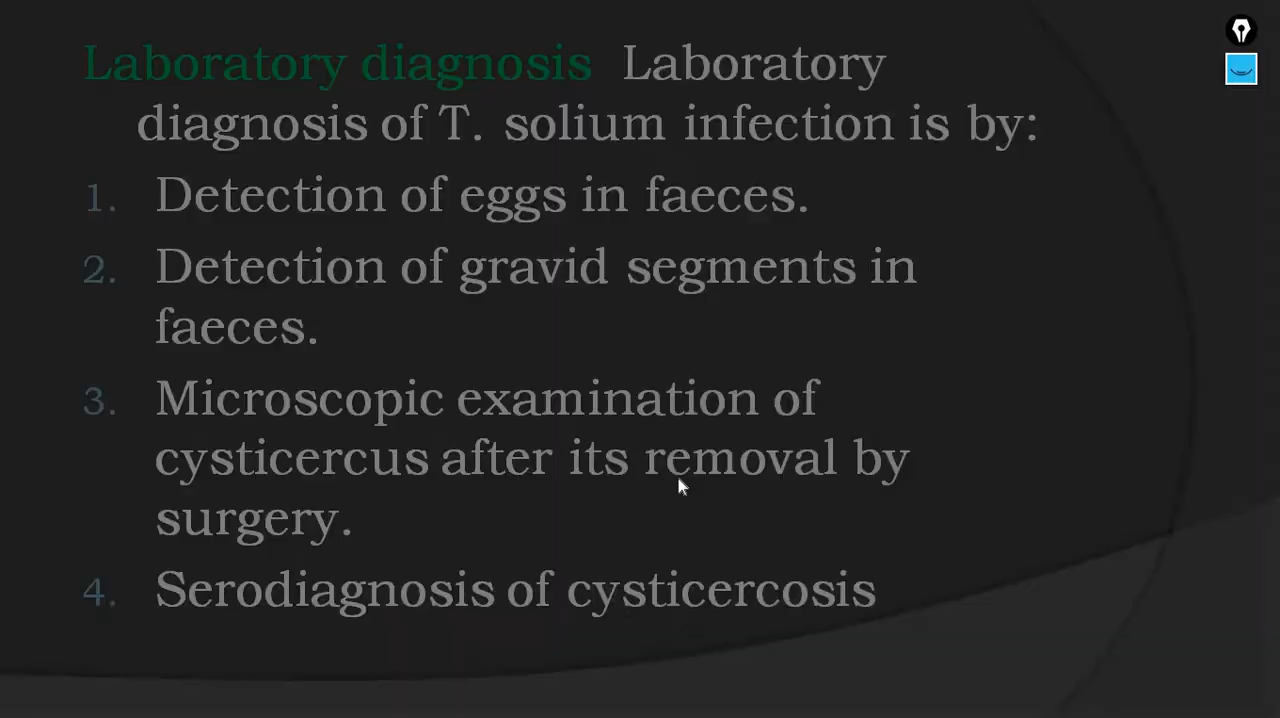 Laboratory diagnosis Laboratory
diagnosis of T. solium infection is by:
1. Detection of eggs in faeces.
2. Detection of gravid segments in
faeces.
3. Microscopic examination of
cysticercus after its removal by
surgery.
4. Serodiagnosis of cysticercosis